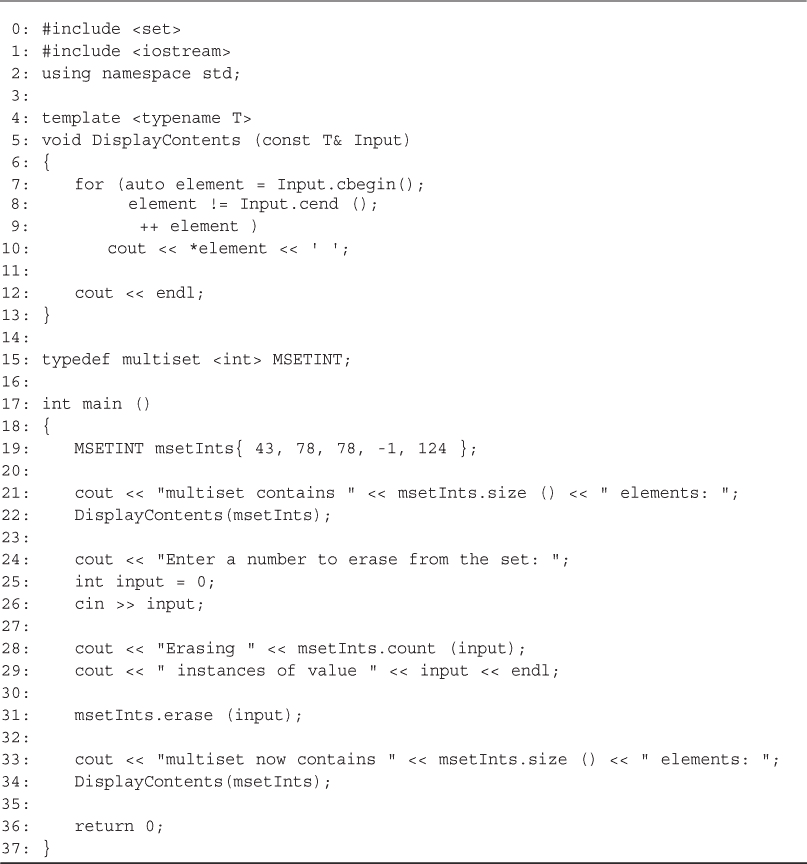 0: #include <set>
1: #include <iostream>
2: using namespace std;
3:
4: template <typename T>
5: void DisplayContents (const T& Input)
6: {
7:    for (auto element = Input.cbegin();
8:          element != Input.cend ();
9:           ++ element )
10:       cout << *element << ' ';
11:
12:    cout << endl;
13: }
14:
15: typedef multiset <int> MSETINT;
16:
17: int main ()
18: {
19:    MSETINT msetInts{ 43, 78, 78, -1, 124 };
20:
21:    cout << "multiset contains " << msetInts.size () << " elements: ";
22:    DisplayContents(msetInts);
23:
24:    cout << "Enter a number to erase from the set: ";
25:    int input = 0;
26:    cin >> input;
27:
28:    cout << "Erasing " << msetInts.count (input);
29:    cout << " instances of value " << input << endl;
30:
31:    msetInts.erase (input);
32:
33:    cout << "multiset now contains " << msetInts.size () << " elements: ";
34:    DisplayContents(msetInts);
35:
36:    return 0;
37: }